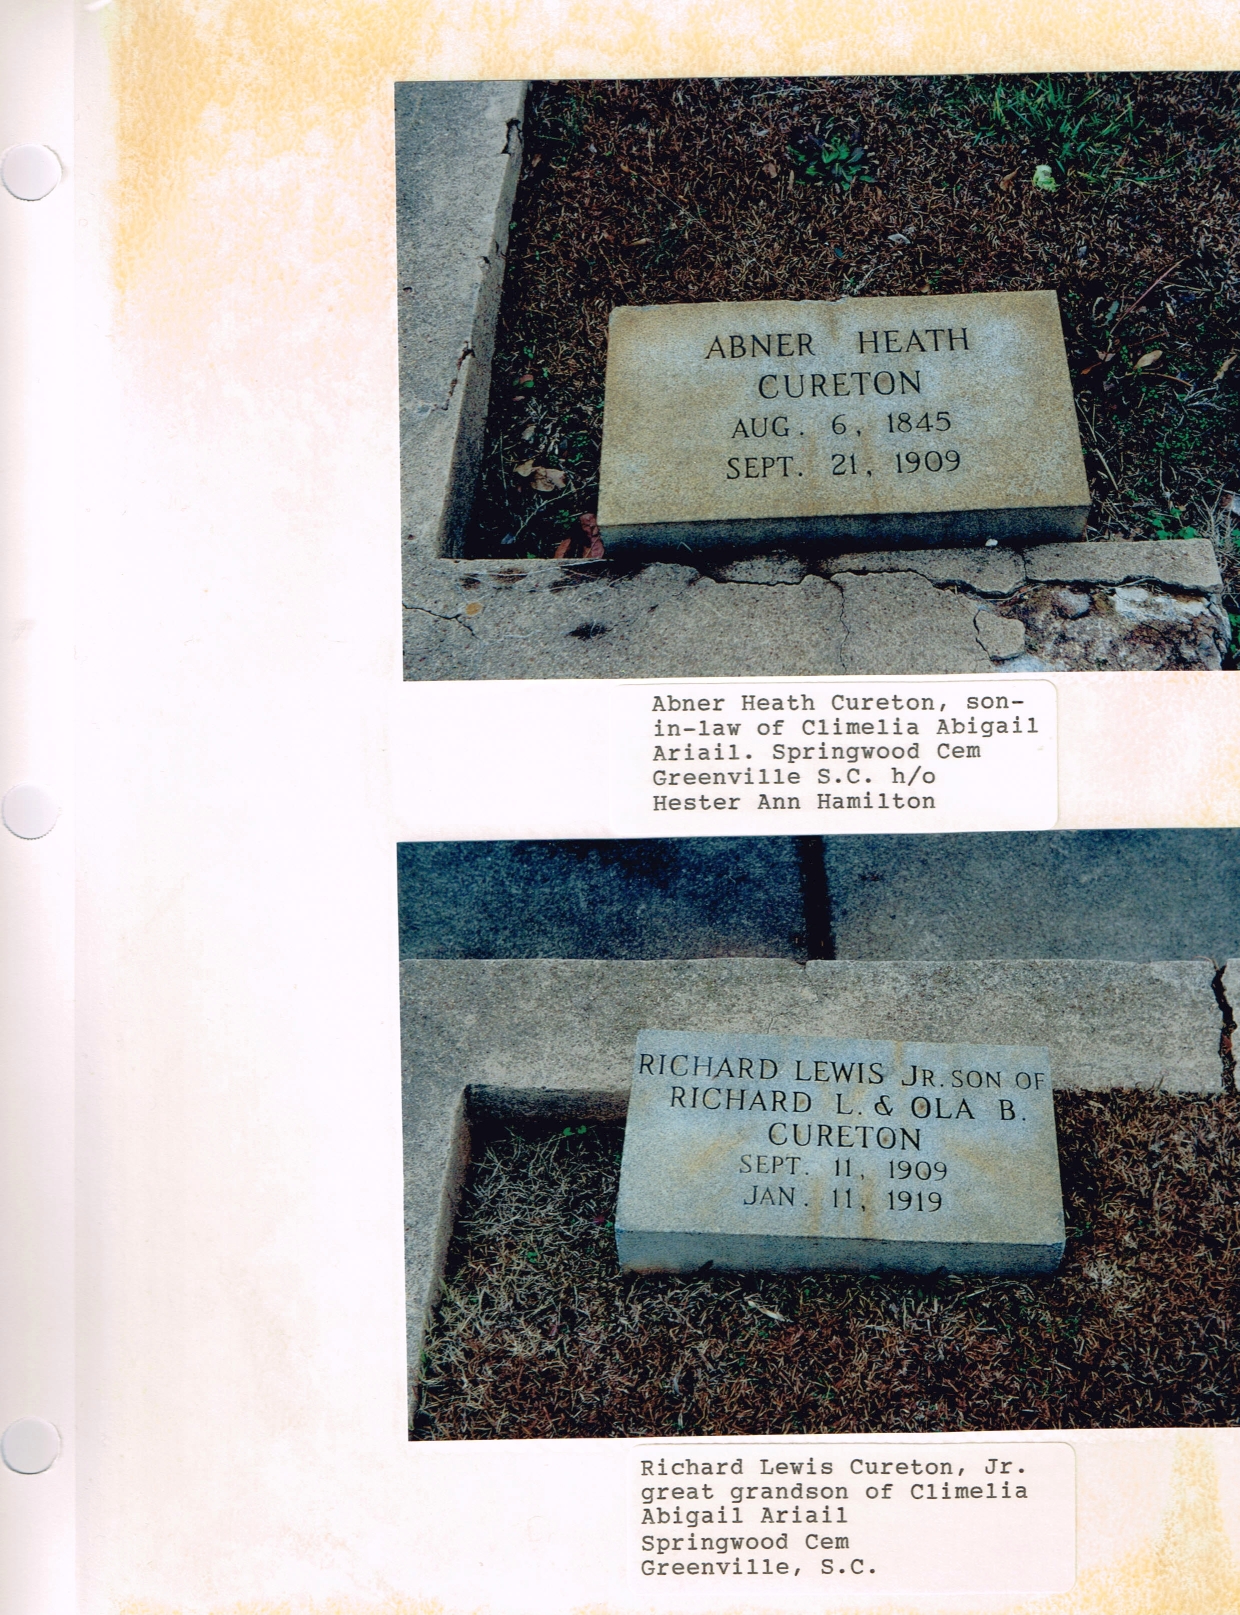 ABNER HEATH
CURETON
AUG. 6, 1845
SEPT. 21, 1909
Abner Heath Cureton, son-
in-law of Climelia Abigail
Ariail. Springwood Cem
Greenville S.C. h/o
Hester Ann Hamilton
RICHARD LEWIS JR. SON OF
RICHARD L. & OLA B.
CURETON
SEPT. 11, 1909
JAN. 11, 1919
Richard Lewis Cureton, Jr.
great grandson of Climelia
Abigail Ariail
Springwood Cem
Greenville, S.C.